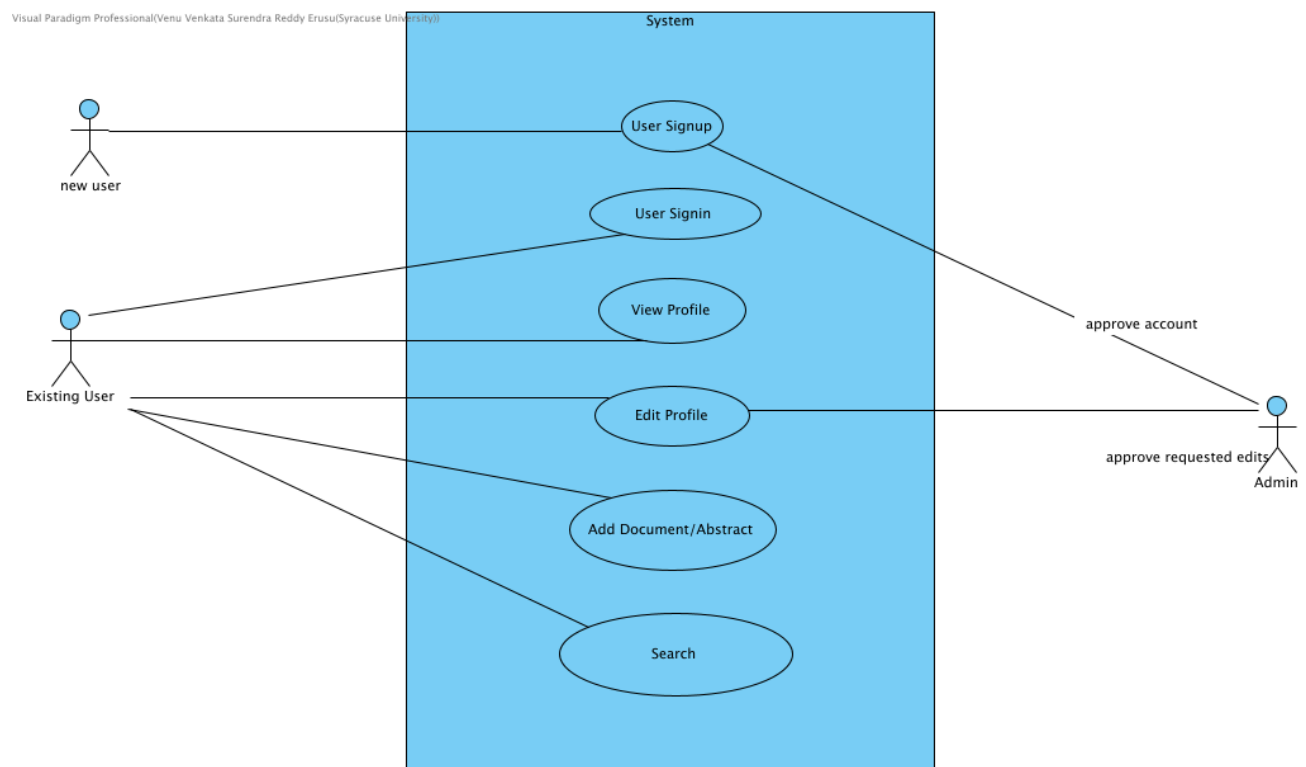 Visual Paradigm Professional(Venu Venkata Surendra Reddy Erusu(Syracuse University))
System
User Signup
new user
User Signin
View Profile
approve account
Existing User
Edit Profile
approve requested edits
Admin
Add Document/Abstract
Search